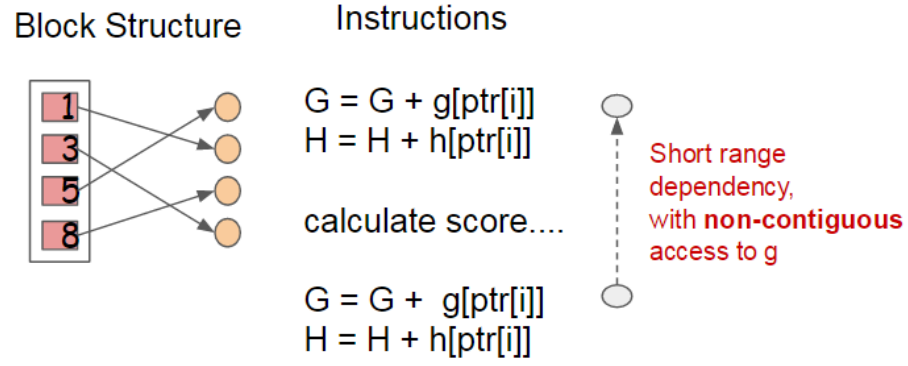 Block Structure
Instructions
1
3
5
8
G = G + g[ptr[i]]
H = H + h[ptr[i]]
calculate score....
G = G +  g[ptr[i]]
H = H + h[ptr[i]]
Short range
dependency,
with non-contiguous
access to g